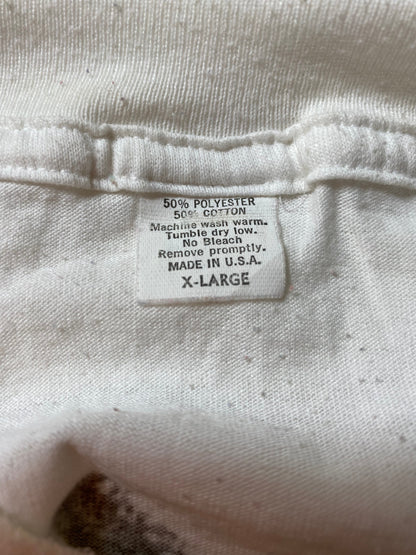 50% POLYESTER
50% COTTON
Machine wash warm.
Tumble dry low.
No Bleach
Remove promptly.
MADE IN U.S.A.
X-LARGE